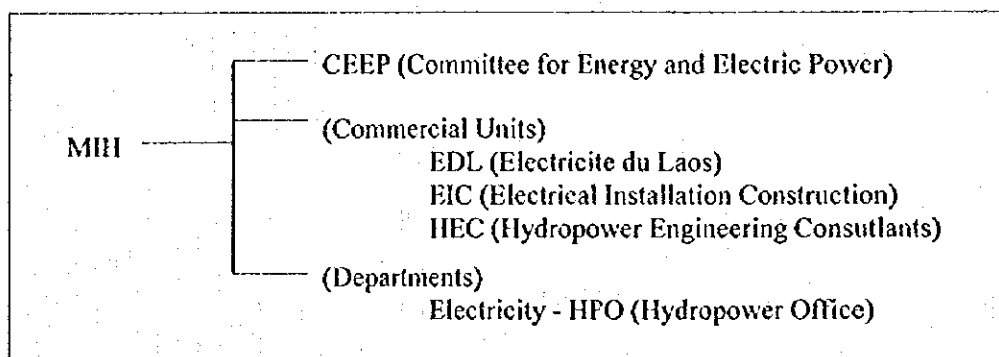 CEEP (Committee for Energy and Electric Power)
(Commercial Units)
MIH
EDL (Electricite du Laos)
EIC (Electrical Installation Construction)
HEC (Hydropower Engineering Consutlants)
(Departments)
Electricity - HPO (Hydropower Office)